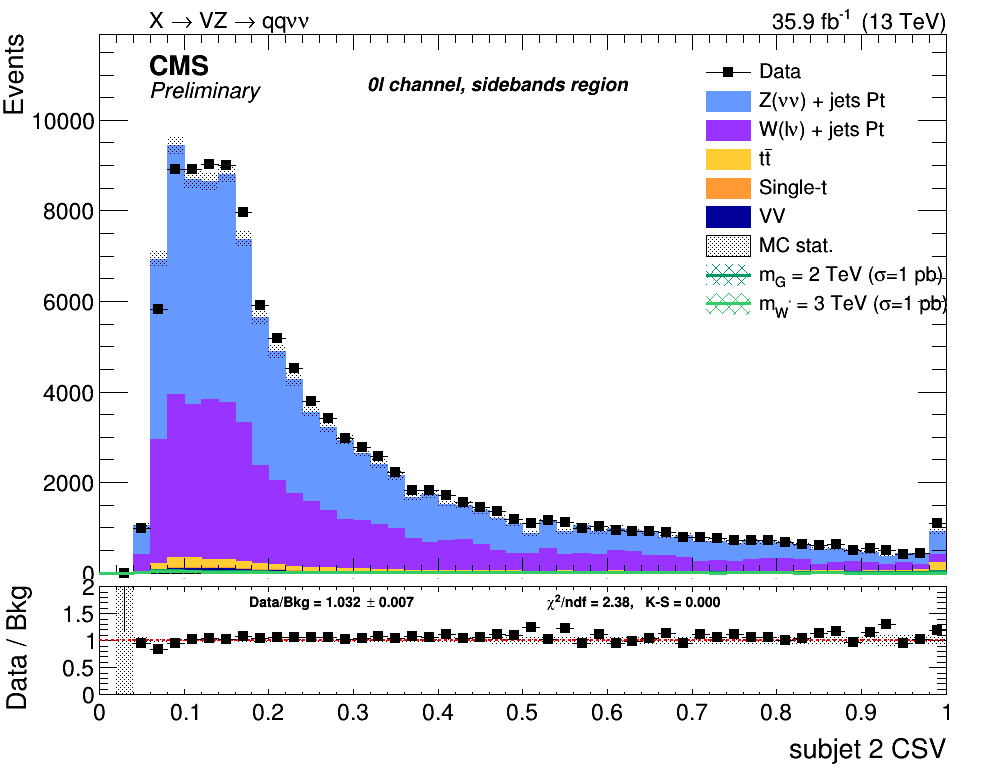 X → VZ → qqνν
35.9 fb⁻¹ (13 TeV)
Events
CMS
Preliminary
0l channel, sidebands region
Data
Z(νν) + jets Pt
W(lν) + jets Pt
tt̄
Single-t
VV
MC stat.
m_G = 2 TeV (σ=1 pb)
m_W' = 3 TeV (σ=1 pb)
10000
8000
6000
4000
2000
0
Data / Bkg
Data/Bkg = 1.032 ± 0.007
χ²/ndf = 2.38, K-S = 0.000
2
1.5
1
0.5
0
0 0.1 0.2 0.3 0.4 0.5 0.6 0.7 0.8 0.9 1
subjet 2 CSV